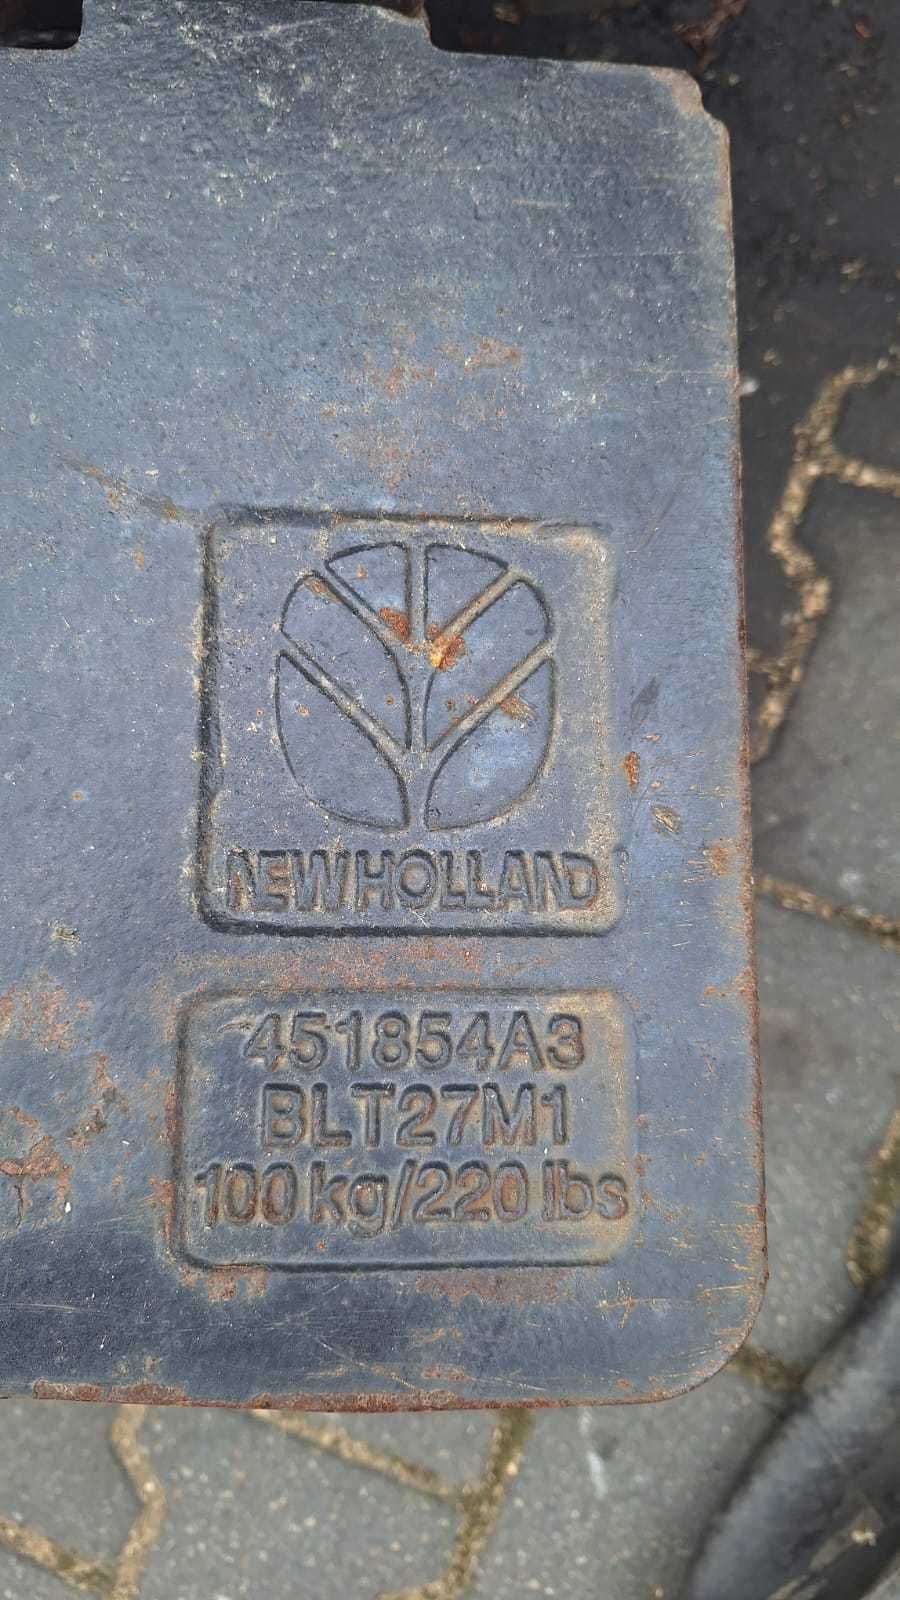 NEW HOLLAND
451854A3
BLT27M1
100 kg/220 lbs